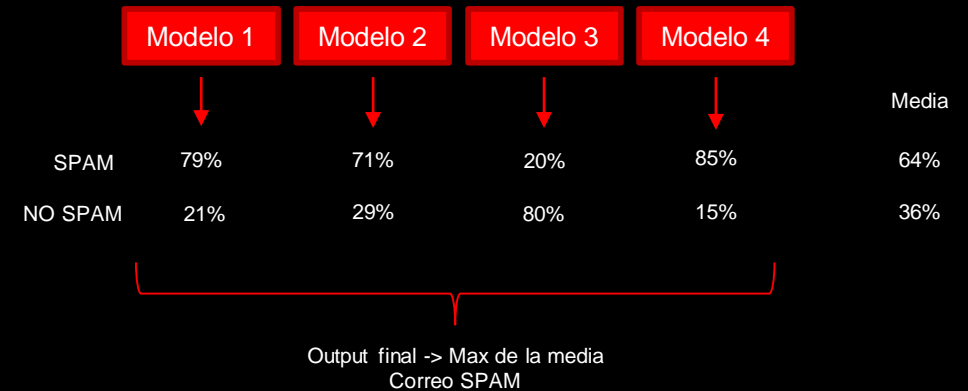 Modelo 1 Modelo 2 Modelo 3 Modelo 4
Media
SPAM 79% 71% 20% 85% 64%
NO SPAM 21% 29% 80% 15% 36%
Output final -> Max de la media
Correo SPAM